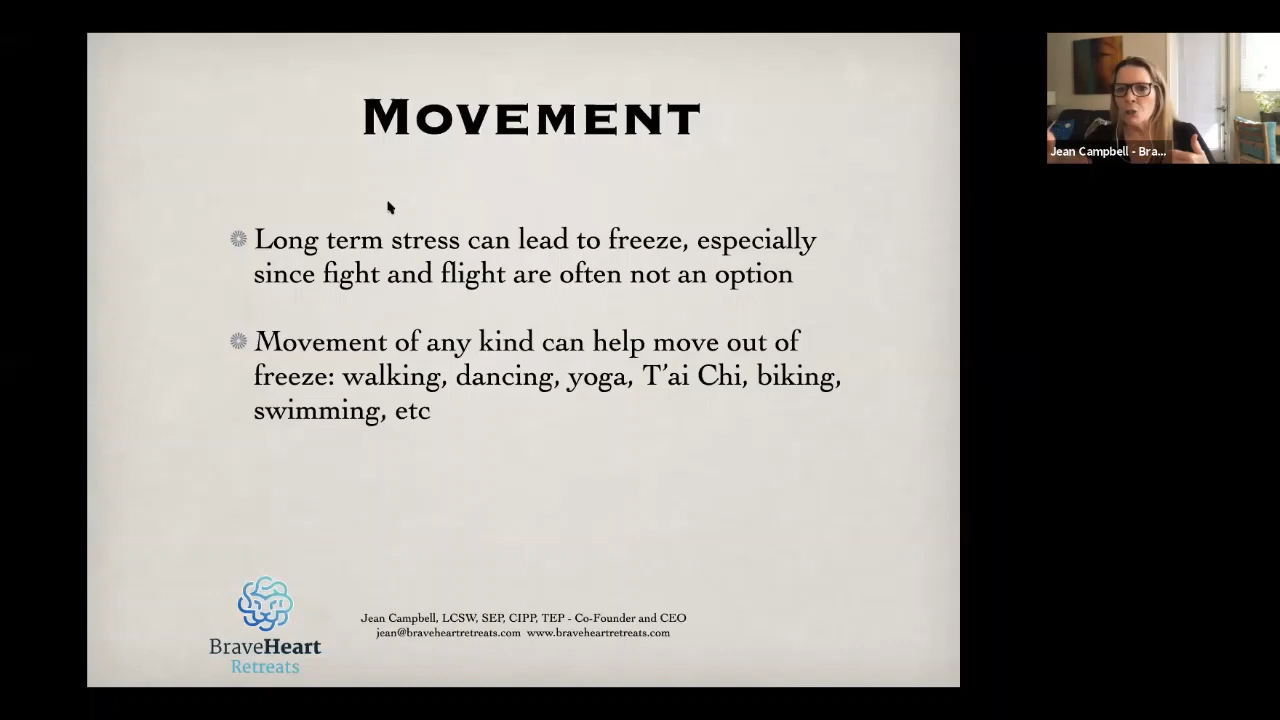 MOVEMENT
Long term stress can lead to freeze, especially
since fight and flight are often not an option
Movement of any kind can help move out of
freeze: walking, dancing, yoga, T’ai Chi, biking,
swimming, etc
Jean Campbell, LCSW, SEP, CIPP, TEP - Co-Founder and CEO
jean@braveheartretreats.com www.braveheartretreats.com
BraveHeart
Retreats
Jean Campbell - Bra...